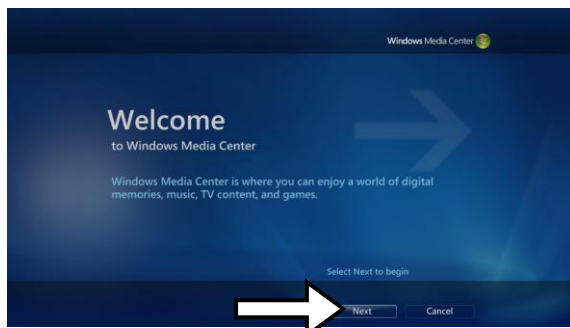 Windows Media Center
Welcome
to Windows Media Center
Windows Media Center is where you can enjoy a world of digital
memories, music, TV content, and games.
Select Next to begin
Next
Cancel